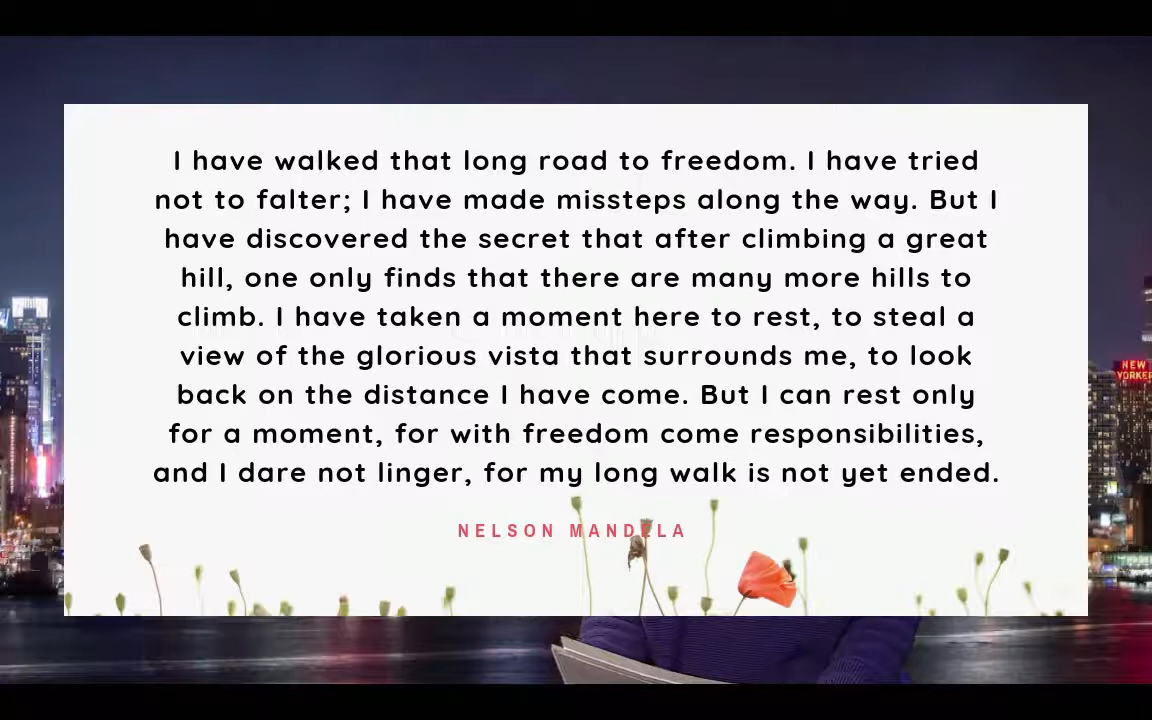 I have walked that long road to freedom. I have tried
not to falter; I have made missteps along the way. But I
have discovered the secret that after climbing a great
hill, one only finds that there are many more hills to
climb. I have taken a moment here to rest, to steal a
view of the glorious vista that surrounds me, to look
back on the distance I have come. But I can rest only
for a moment, for with freedom come responsibilities,
and I dare not linger, for my long walk is not yet ended.
NELSON MANDELA
NEW
YORKER